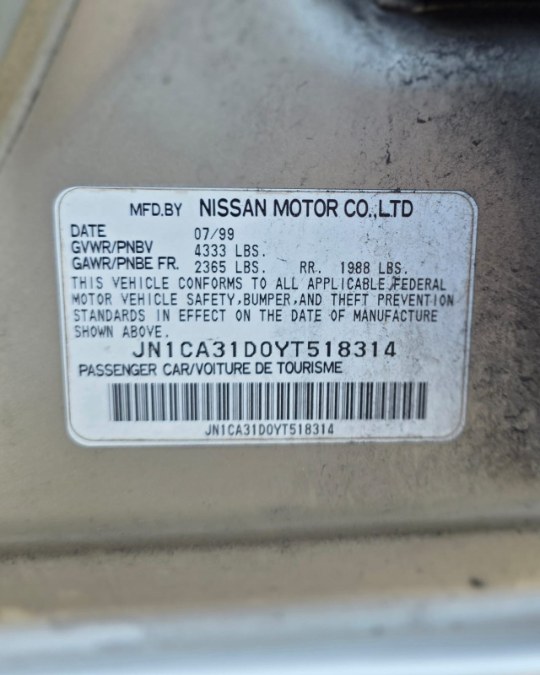 MFD.BY NISSAN MOTOR CO.,LTD
DATE 07/99
GVWR/PNBV 4333 LBS.
GAWR/PNBE FR. 2365 LBS. RR. 1988 LBS.
THIS VEHICLE CONFORMS TO ALL APPLICABLE FEDERAL
MOTOR VEHICLE SAFETY,BUMPER,AND THEFT PREVENTION
STANDARDS IN EFFECT ON THE DATE OF MANUFACTURE
SHOWN ABOVE.
JN1CA31D0YT518314
PASSENGER CAR/VOITURE DE TOURISME
JN1CA31D0YT518314